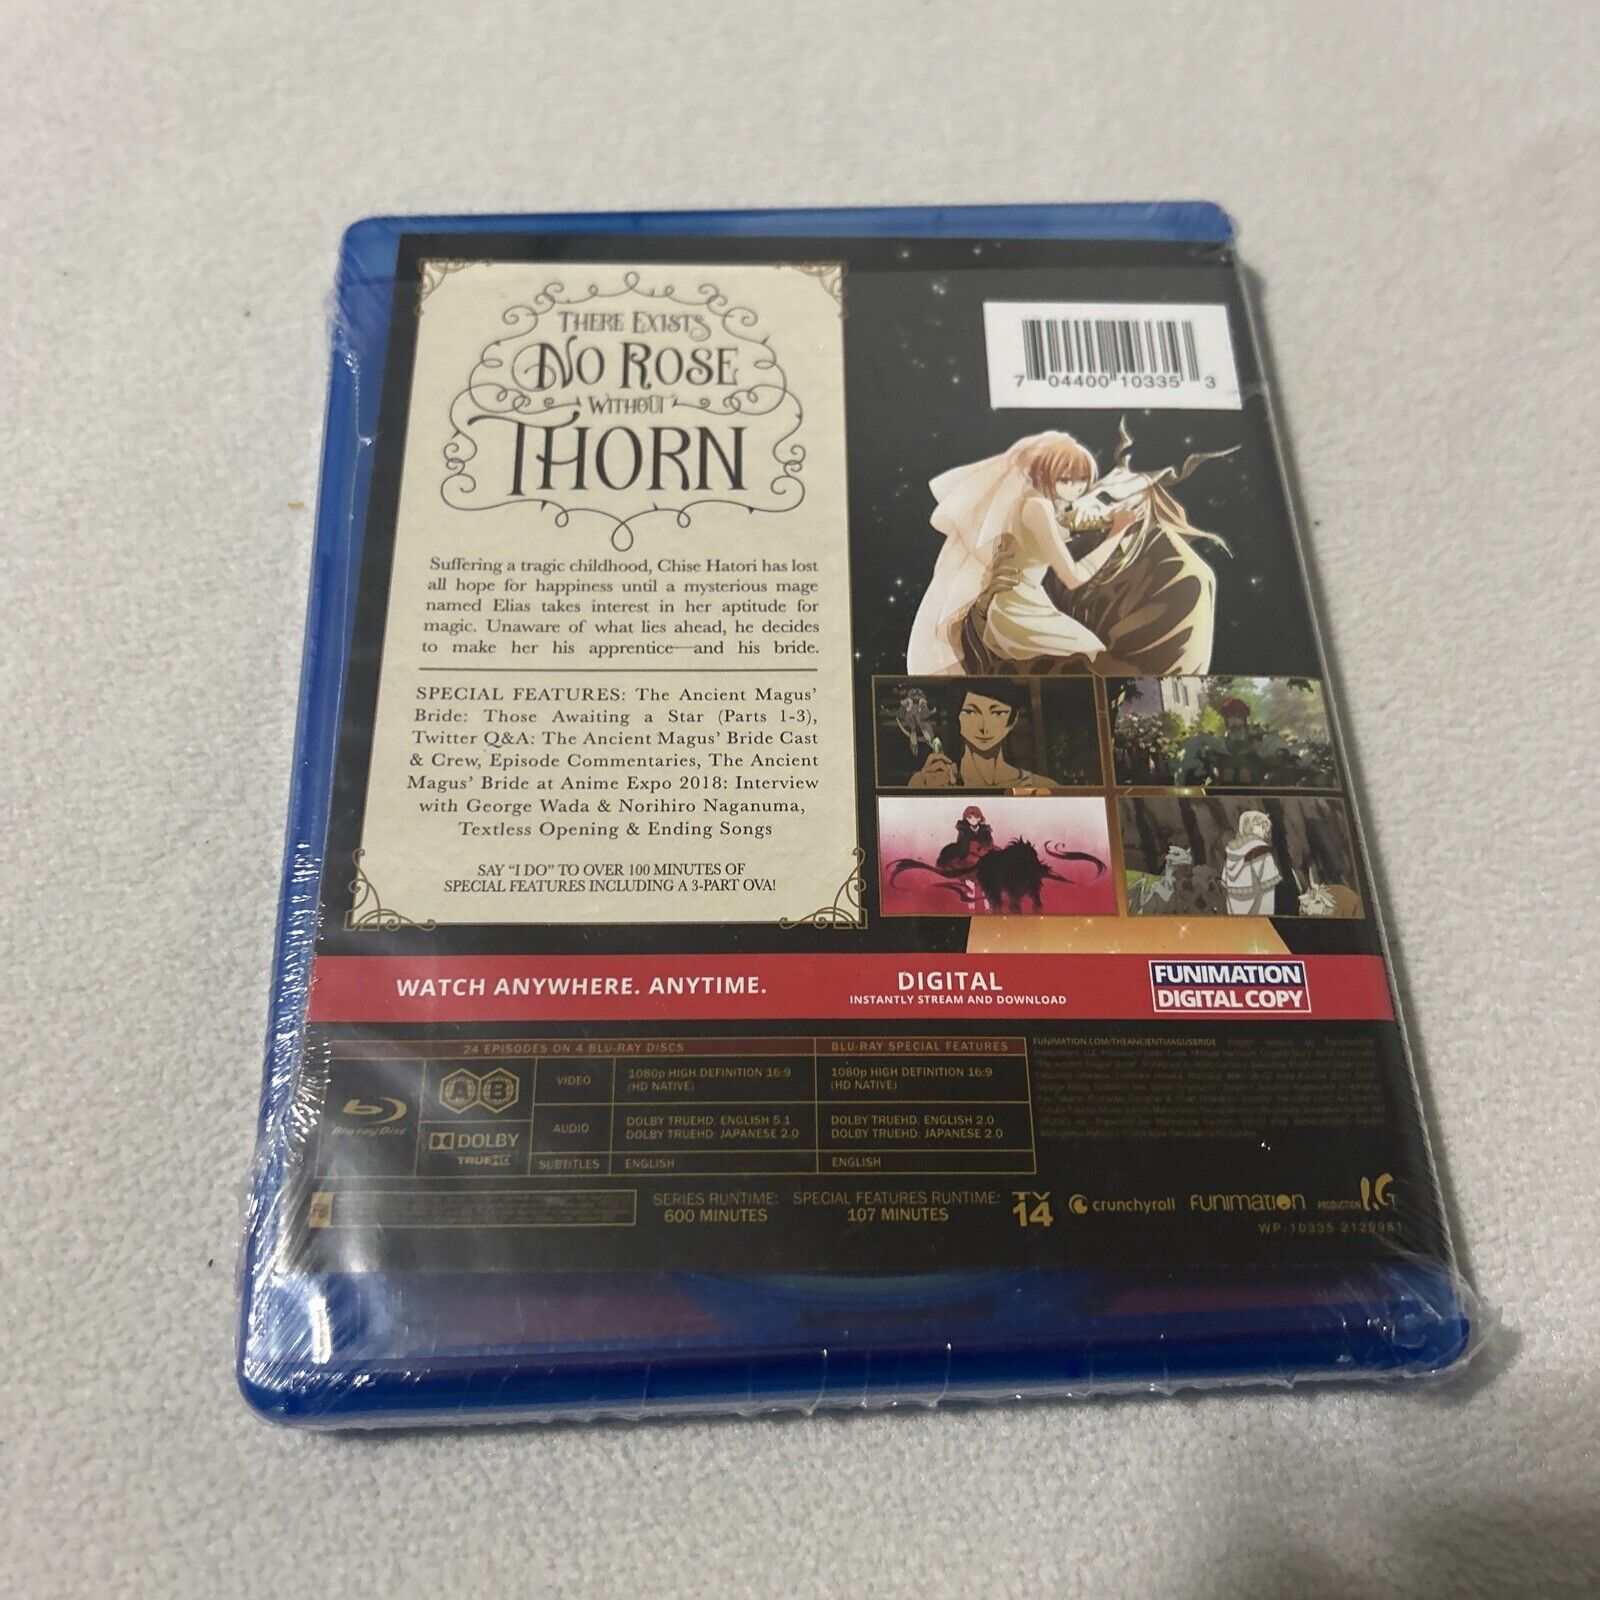 THERE EXISTS
NO ROSE
WITHOUT
THORN
Suffering a tragic childhood, Chise Hatori has lost
all hope for happiness until a mysterious mage
named Elias takes interest in her aptitude for
magic. Unaware of what lies ahead, he decides
to make her his apprentice—and his bride.
SPECIAL FEATURES: The Ancient Magus'
Bride: Those Awaiting a Star (Parts 1-3),
Twitter Q&A: The Ancient Magus' Bride Cast
& Crew, Episode Commentaries, The Ancient
Magus' Bride at Anime Expo 2018: Interview
with George Wada & Norihiro Naganuma,
Textless Opening & Ending Songs
SAY "I DO" TO OVER 100 MINUTES OF
SPECIAL FEATURES INCLUDING A 3-PART OVA!
7 04400 10335 3
WATCH ANYWHERE. ANYTIME.
DIGITAL
INSTANTLY STREAM AND DOWNLOAD
FUNIMATION
DIGITAL COPY
24 EPISODES ON 4 BLU-RAY DISCS
BLU-RAY SPECIAL FEATURES
Blu-ray Disc
A B
DOLBY
TRUEHD
VIDEO
1080p HIGH DEFINITION 16:9
(HD NATIVE)
1080p HIGH DEFINITION 16:9
(HD NATIVE)
AUDIO
DOLBY TRUEHD: ENGLISH 5.1
DOLBY TRUEHD: JAPANESE 2.0
DOLBY TRUEHD: ENGLISH 2.0
DOLBY TRUEHD: JAPANESE 2.0
SUBTITLES
ENGLISH
ENGLISH
FUNIMATION.COM/THEANCIENTMAGUSBRIDE
FBI
SERIES RUNTIME:
600 MINUTES
SPECIAL FEATURES RUNTIME:
107 MINUTES
TV
14
crunchyroll
FUNIMATION
PRODUCTION I.G
WP-10335 2129981